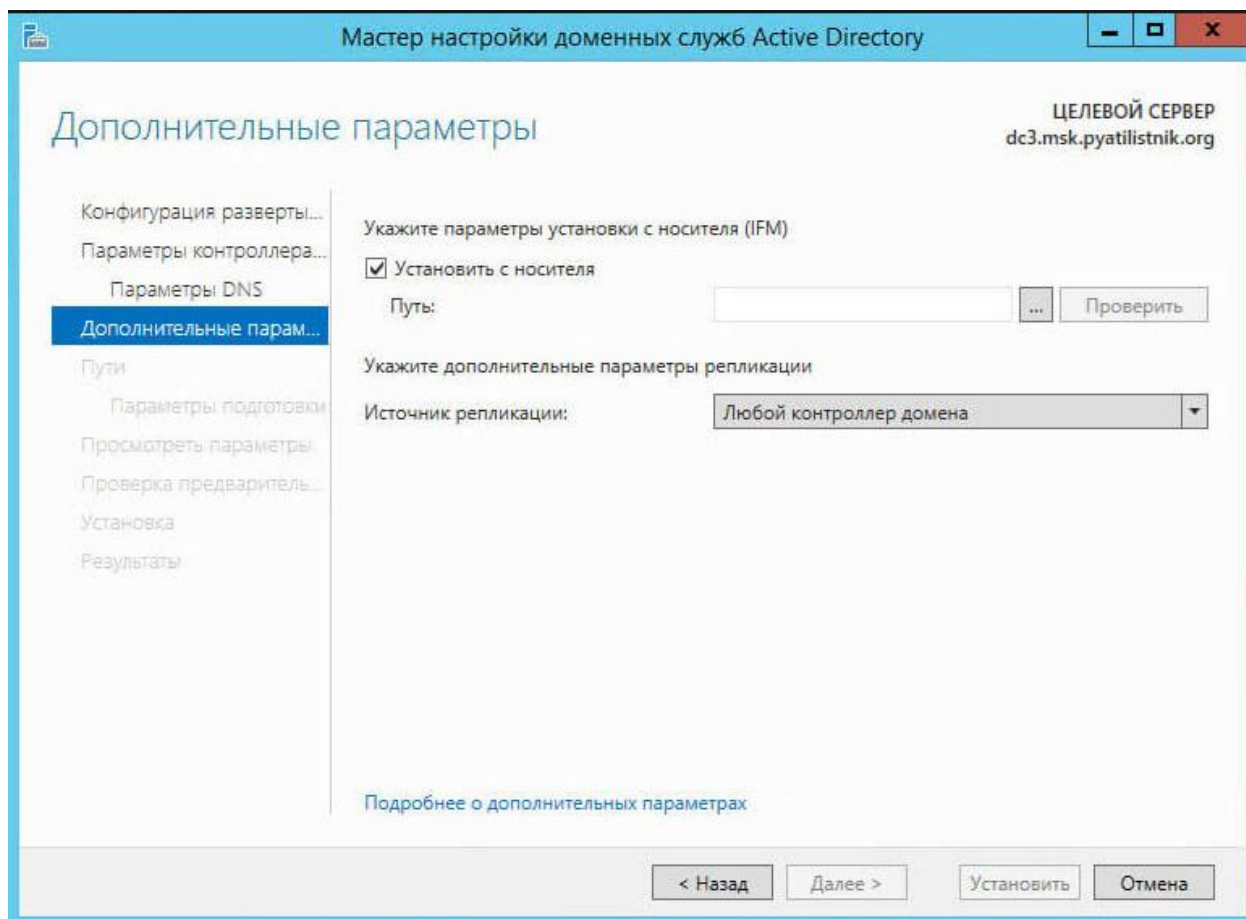 Мастер настройки доменных служб Active Directory
Дополнительные параметры
ЦЕЛЕВОЙ СЕРВЕР
dc3.msk.pyatilistnik.org
Конфигурация разверты...
Параметры контроллера...
Параметры DNS
Дополнительные парам...
Пути
Параметры подготовки
Просмотреть параметры
Проверка предваритель...
Установка
Результаты
Укажите параметры установки с носителя (IFM)
Установить с носителя
Путь: ... Проверить
Укажите дополнительные параметры репликации
Источник репликации: Любой контроллер домена
Подробнее о дополнительных параметрах
< Назад Далее > Установить Отмена